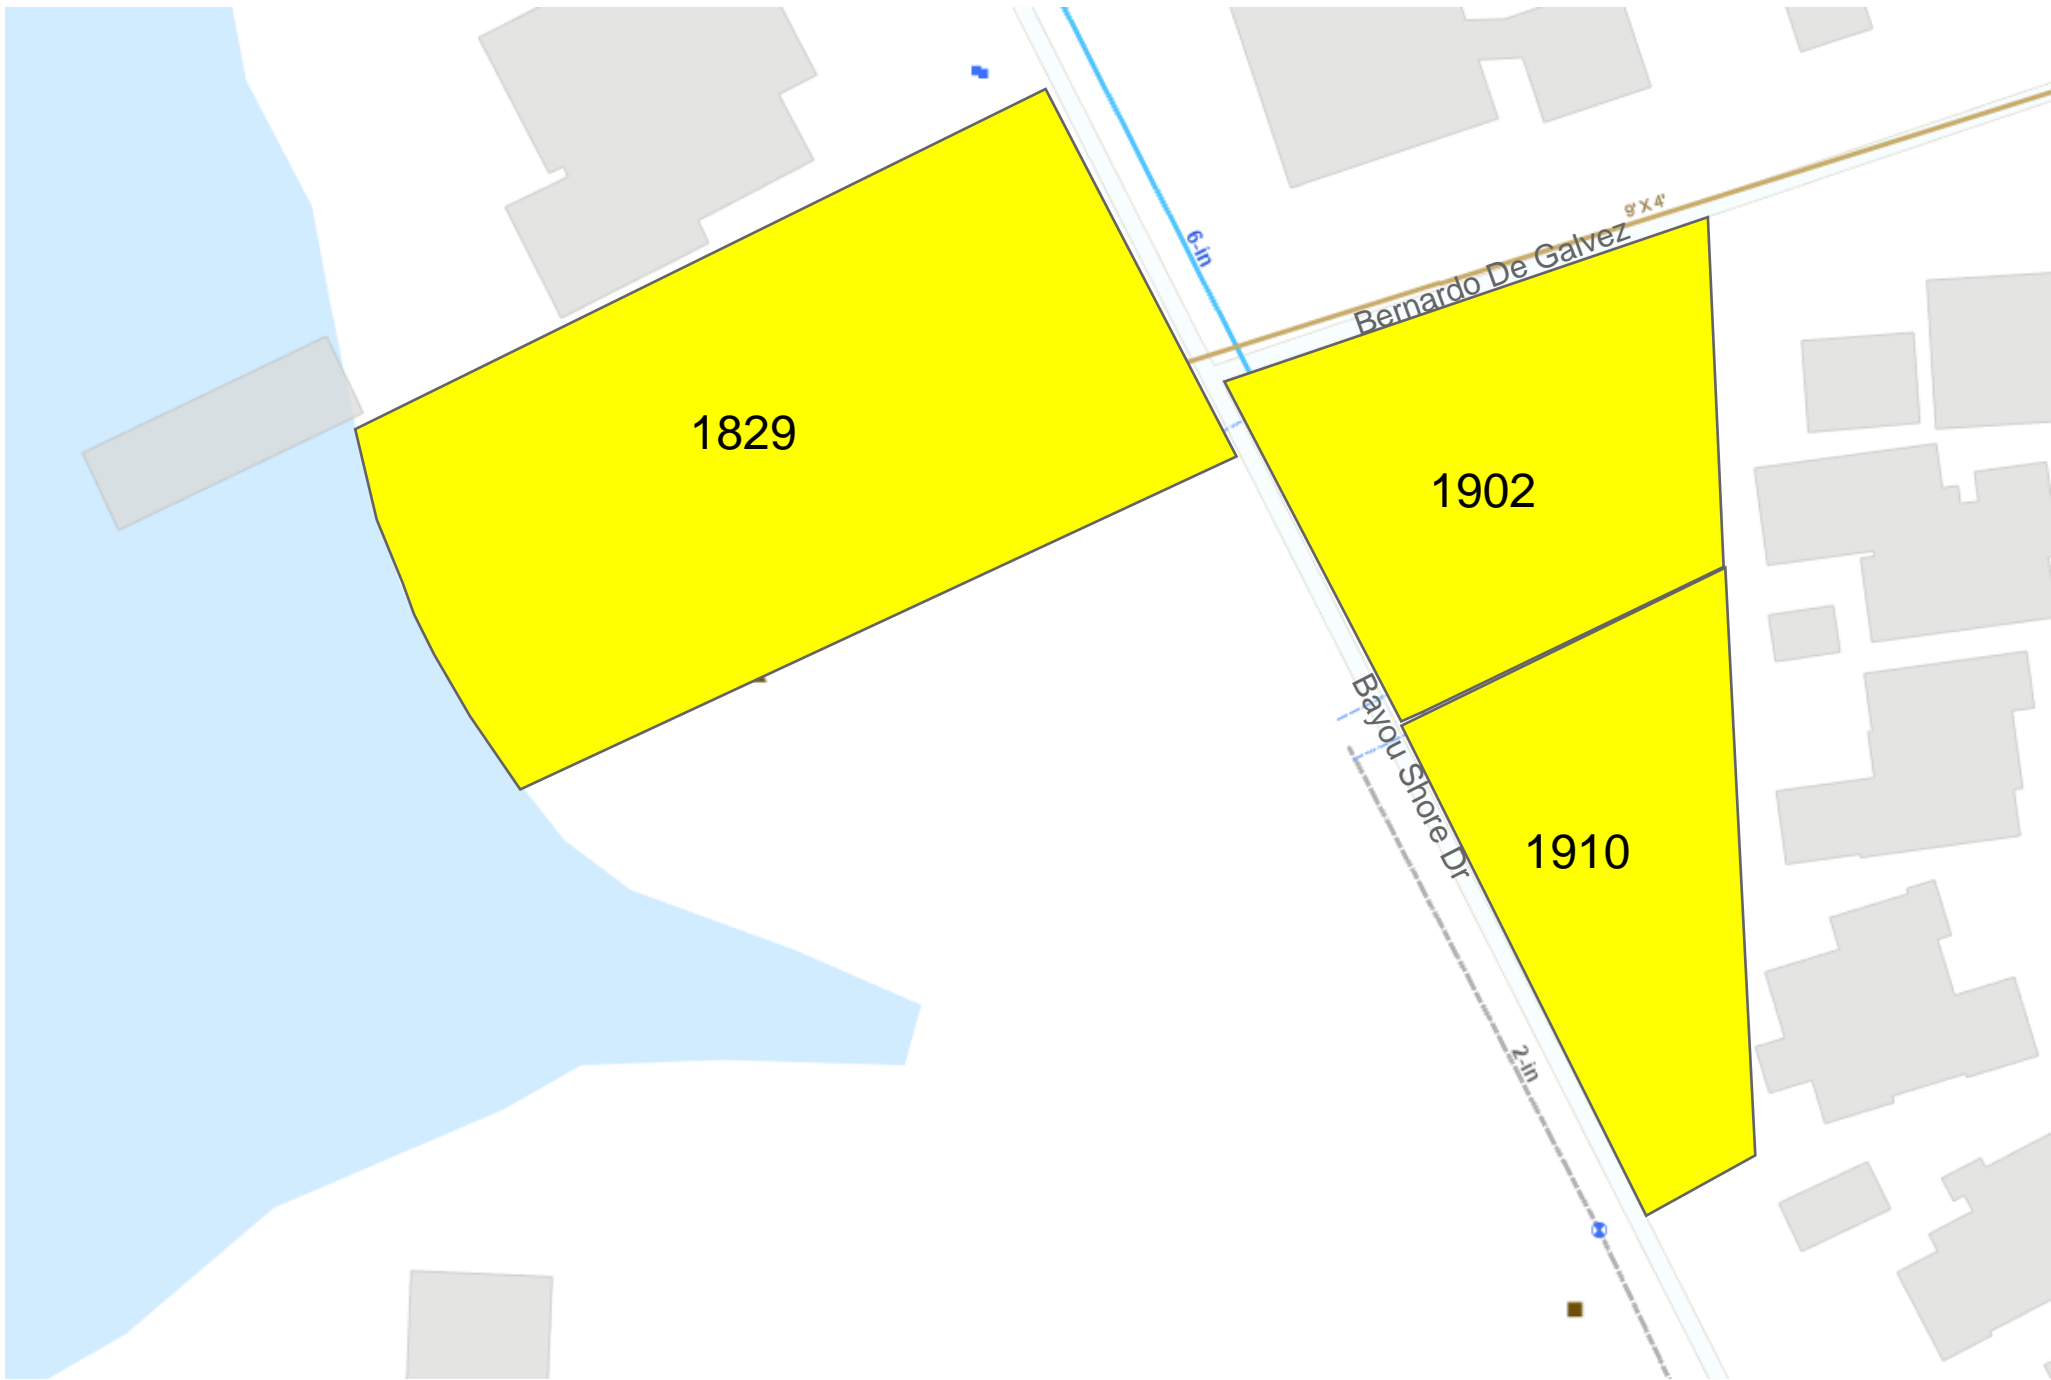 9' X 4'
6-in
Bernardo De Galvez
1829
1902
Bayou Shore Dr
1910
2-in